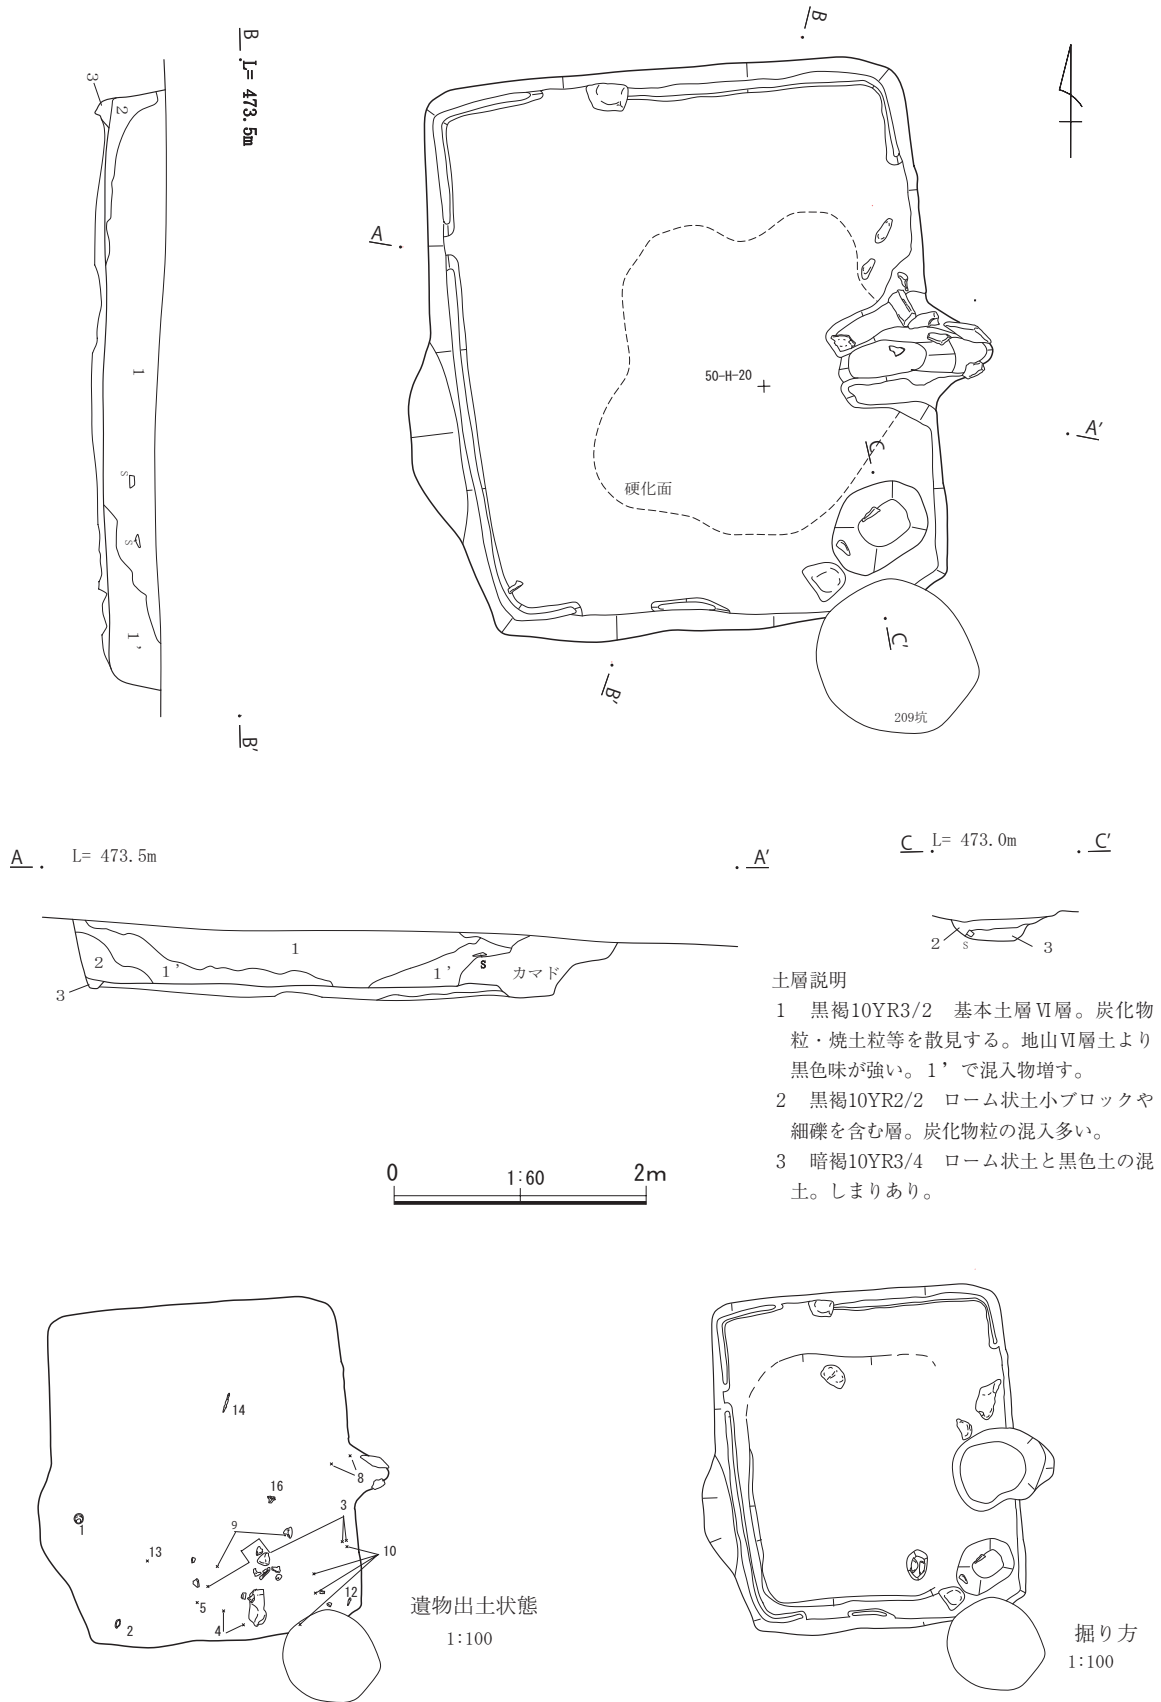 B
B L= 473.5m
3
2
1
S
S
1'
B'
A
50-H-20
A'
硬化面
C
C'
B'
209坑
A L= 473.5m A'
1
2
1'
1'
S
カマド
3
C L= 473.0m C'
2
S
3
土層説明
1 黒褐10YR3/2 基本土層Ⅵ層。炭化物
粒・焼土粒等を散見する。地山Ⅵ層土より
黒色味が強い。1’で混入物増す。
2 黒褐10YR2/2 ローム状土小ブロックや
細礫を含む層。炭化物粒の混入多い。
3 暗褐10YR3/4 ローム状土と黒色土の混
土。しまりあり。
0 1:60 2m
14
8
16
3
1
9
13
10
5
12
2
4
遺物出土状態
1:100
掘り方
1:100